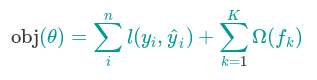 obj(θ) = ∑_{i}^{n} l(y_i, ŷ_i) + ∑_{k=1}^{K} Ω(f_k)